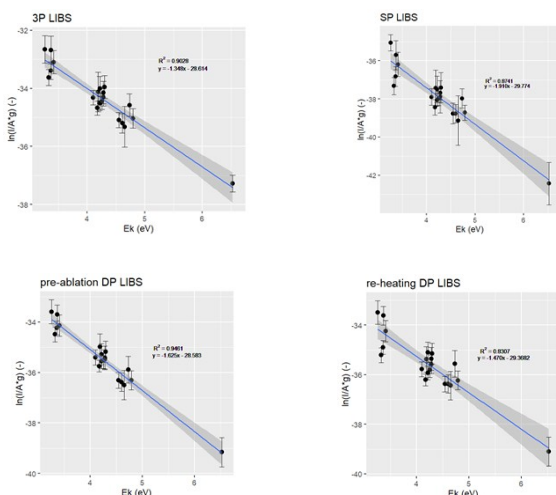 3P LIBS
-32
-34
-36
-38
ln(I/A*g) (-)
R² = 0.9028
y = -1.349x - 28.614
4 5 6
Ek (eV)
SP LIBS
-36
-38
-40
-42
ln(I/A*g) (-)
R² = 0.8741
y = -1.910x - 29.774
4 5 6
Ek (eV)
pre-ablation DP LIBS
-34
-36
-38
-40
ln(I/A*g) (-)
R² = 0.9461
y = -1.625x - 28.583
4 5 6
Ek (eV)
re-heating DP LIBS
-34
-36
-38
-40
ln(I/A*g) (-)
R² = 0.8307
y = -1.470x - 29.3682
4 5 6
Ek (eV)